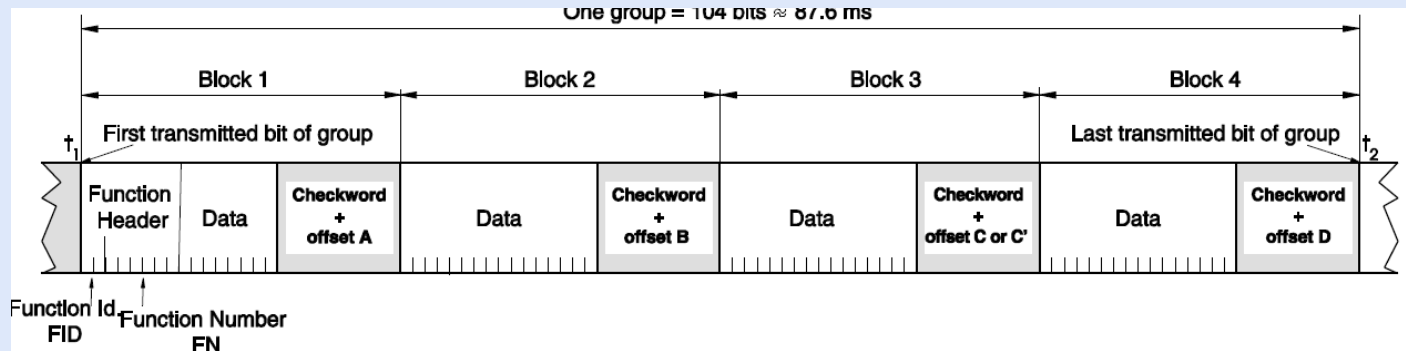 One group = 104 bits ≈ 87.6 ms
Block 1
Block 2
Block 3
Block 4
First transmitted bit of group
Last transmitted bit of group
t1
t2
Function
Header
Data
Checkword
+
offset A
Data
Checkword
+
offset B
Data
Checkword
+
offset C or C'
Data
Checkword
+
offset D
Function Id.
FID
Function Number
FN